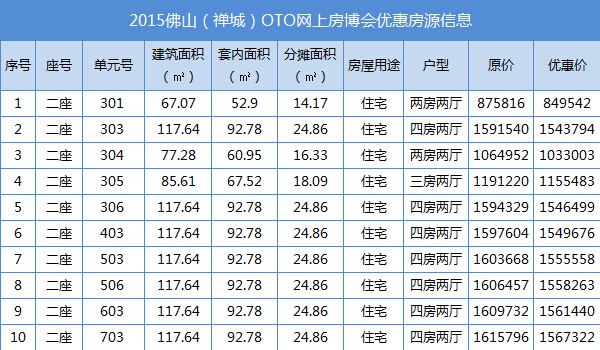 2015佛山（禅城）OTO网上房博会优惠房源信息
序号 座号 单元号 建筑面积（㎡） 套内面积（㎡） 分摊面积（㎡） 房屋用途 户型 原价 优惠价
1 二座 301 67.07 52.9 14.17 住宅 两房两厅 875816 849542
2 二座 303 117.64 92.78 24.86 住宅 四房两厅 1591540 1543794
3 二座 304 77.28 60.95 16.33 住宅 两房两厅 1064952 1033003
4 二座 305 85.61 67.52 18.09 住宅 三房两厅 1191220 1155483
5 二座 306 117.64 92.78 24.86 住宅 四房两厅 1594329 1546499
6 二座 403 117.64 92.78 24.86 住宅 四房两厅 1597604 1549676
7 二座 503 117.64 92.78 24.86 住宅 四房两厅 1603668 1555558
8 二座 506 117.64 92.78 24.86 住宅 四房两厅 1606457 1558263
9 二座 603 117.64 92.78 24.86 住宅 四房两厅 1609732 1561440
10 二座 703 117.64 92.78 24.86 住宅 四房两厅 1615796 1567322